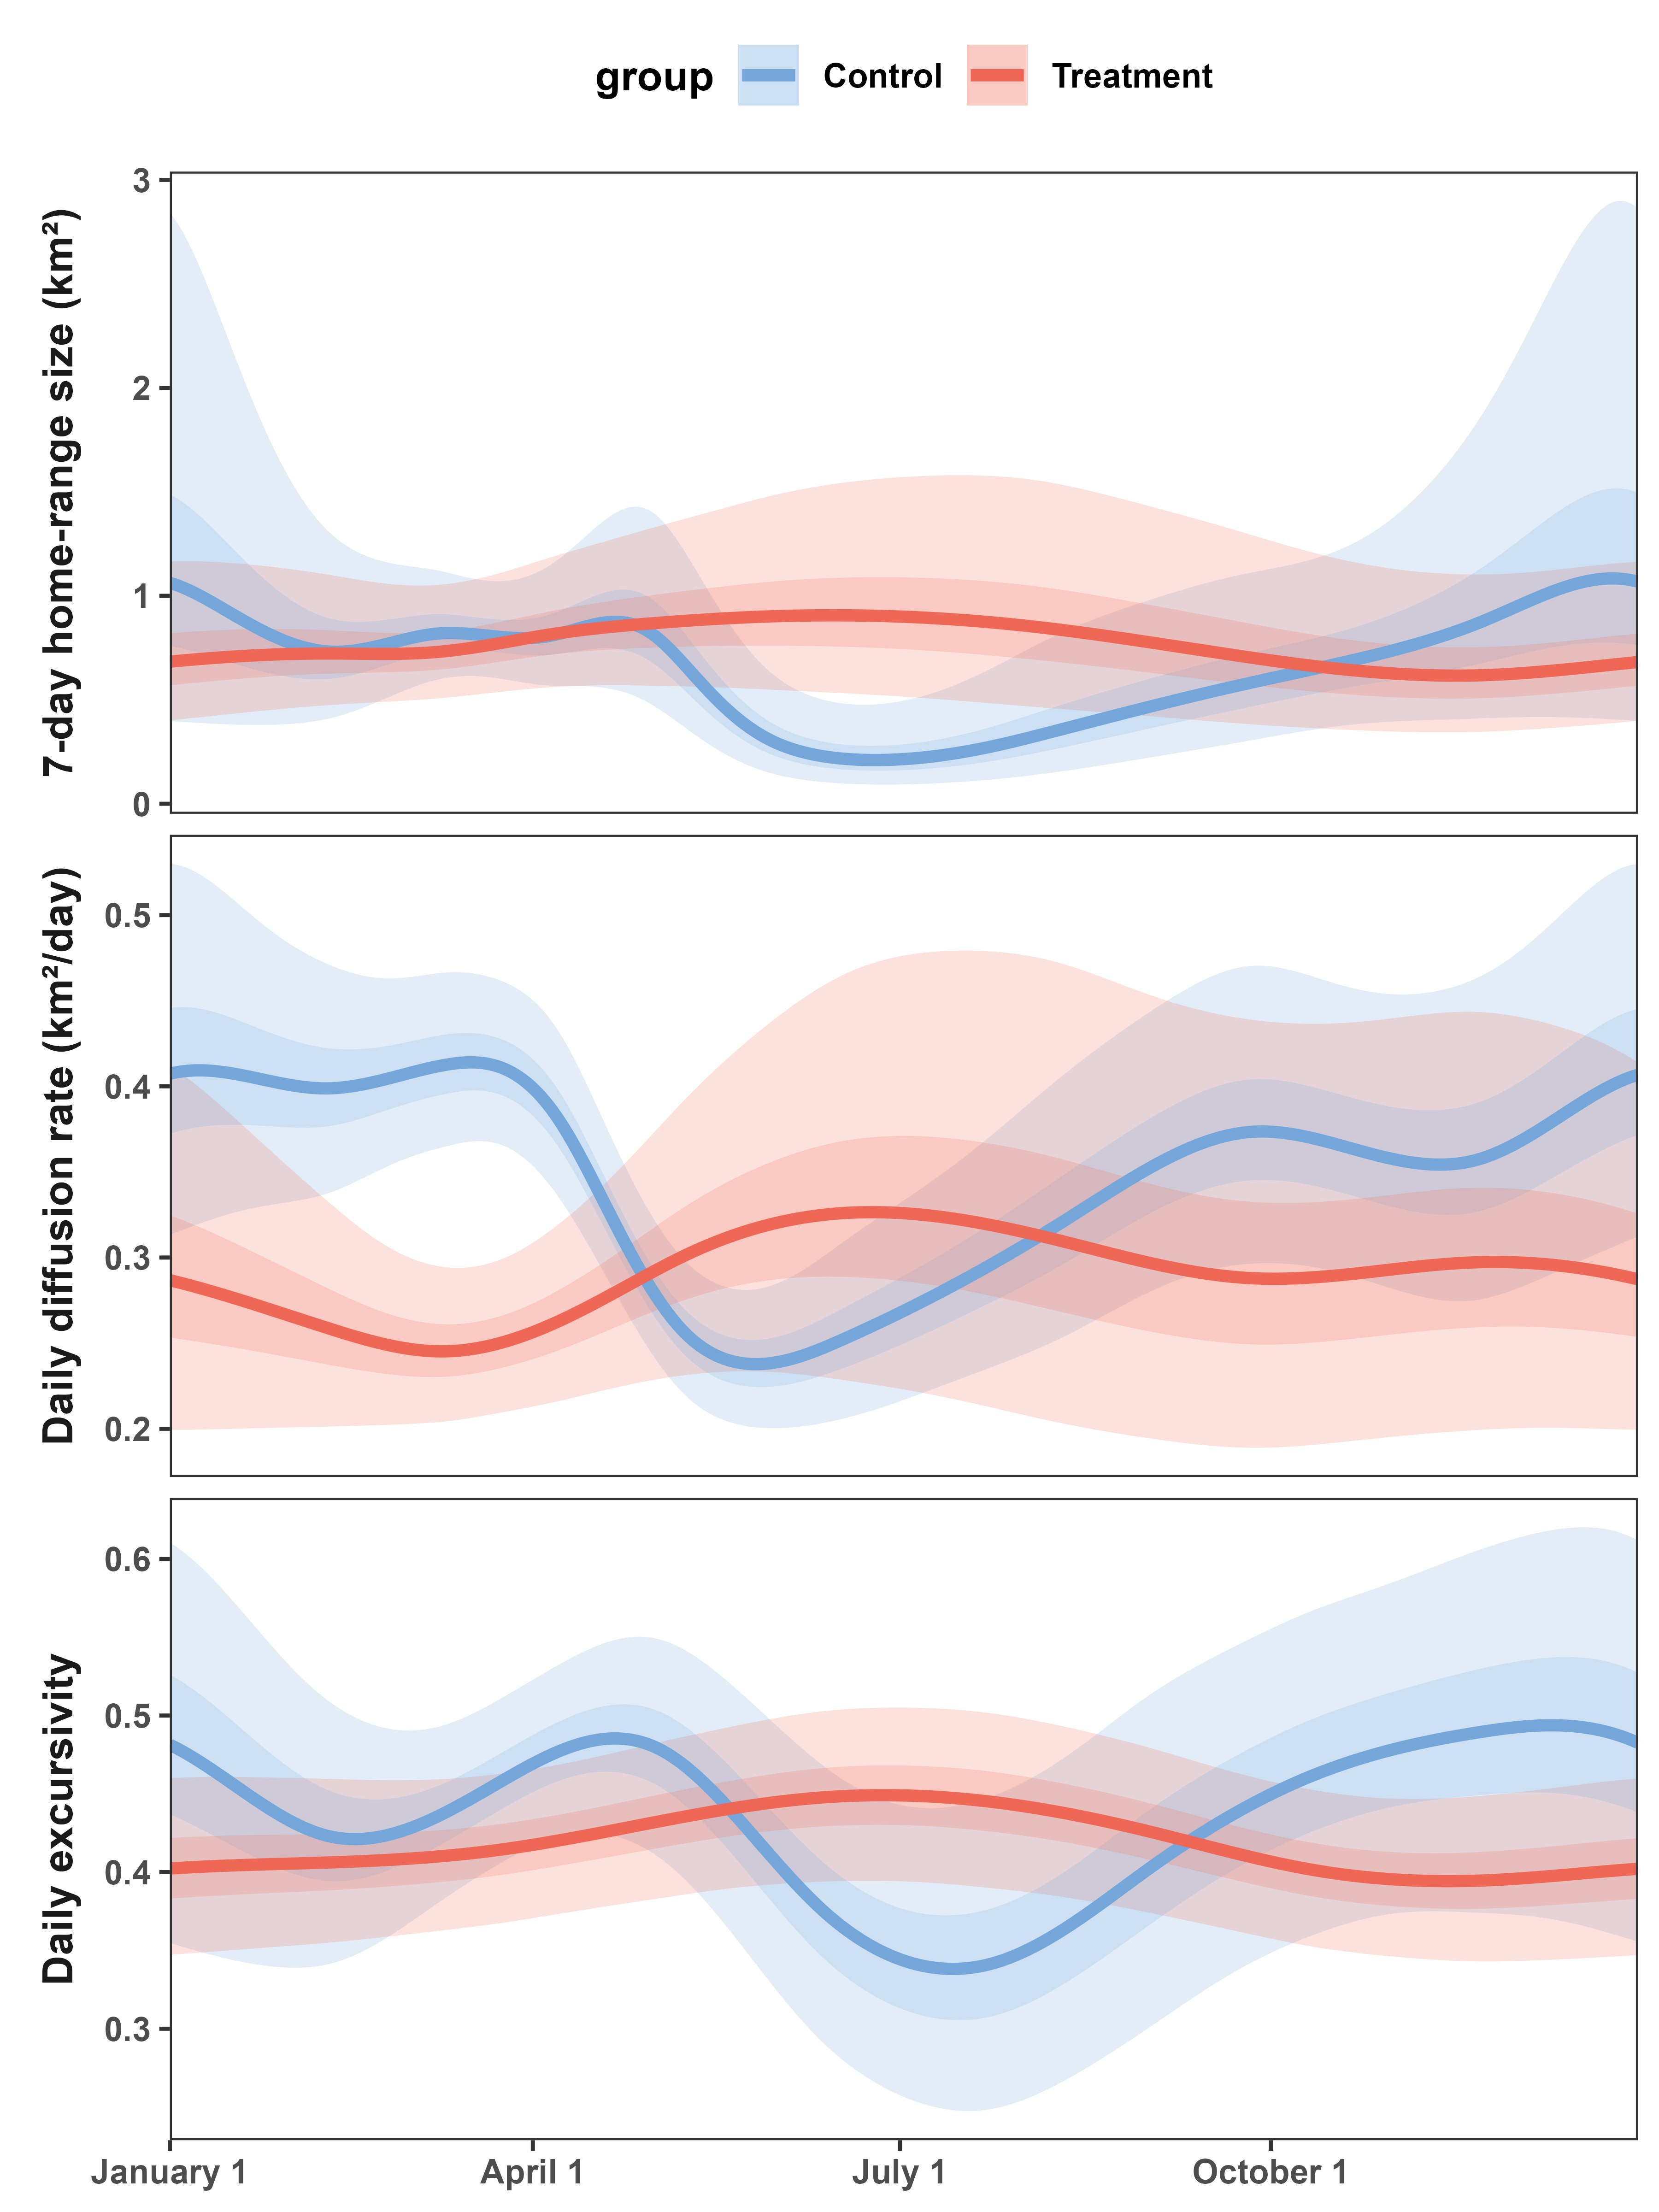 group Control Treatment
7-day home-range size (km²)
3
2
1
0
Daily diffusion rate (km²/day)
0.5
0.4
0.3
0.2
Daily excursivity
0.6
0.5
0.4
0.3
January 1 April 1 July 1 October 1